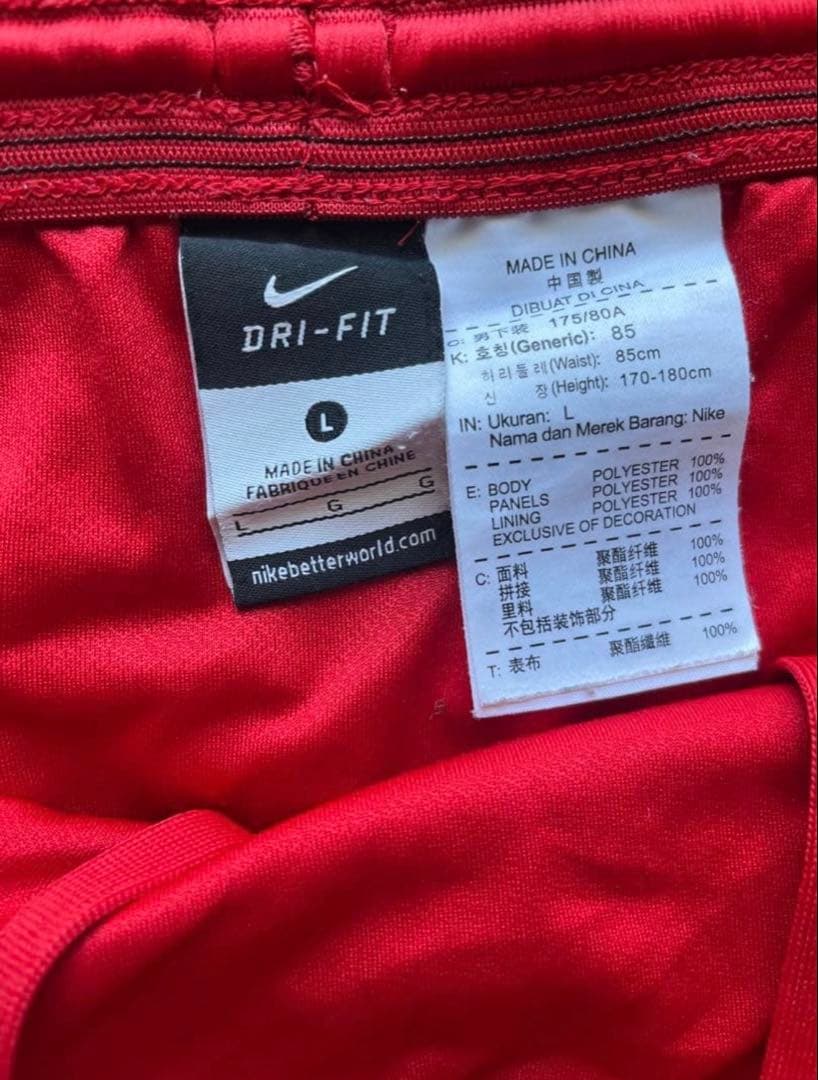 DRI-FIT
L
MADE IN CHINA
FABRIQUE EN CHINE
L G G
nikebetterworld.com
MADE IN CHINA
中国製
DIBUAT DI CINA
C: 男下装 175/80A
K: 호칭(Generic): 85
허리둘레(Waist): 85cm
신 장(Height): 170-180cm
IN: Ukuran: L
Nama dan Merek Barang: Nike
E: BODY POLYESTER 100%
PANELS POLYESTER 100%
LINING POLYESTER 100%
EXCLUSIVE OF DECORATION
C: 面料 聚酯纤维 100%
拼接 聚酯纤维 100%
里料 聚酯纤维 100%
不包括装饰部分
T: 表布 聚酯纖維 100%